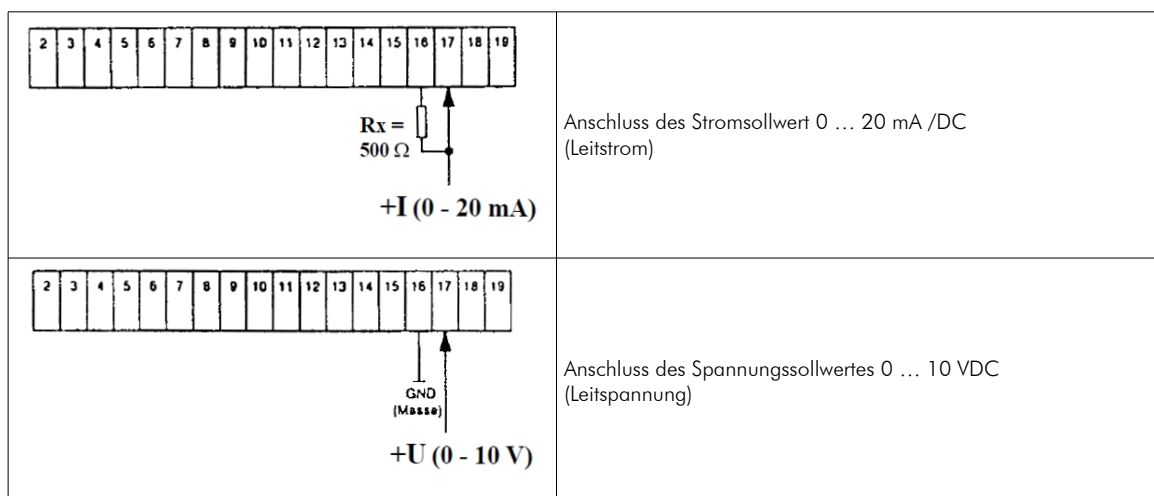 2 3 4 5 6 7 8 9 10 11 12 13 14 15 16 17 18 19
Rx =
500 Ω
+I (0 - 20 mA)
Anschluss des Stromsollwert 0 … 20 mA /DC
(Leitstrom)
2 3 4 5 6 7 8 9 10 11 12 13 14 15 16 17 18 19
GND
(Masse)
+U (0 - 10 V)
Anschluss des Spannungssollwertes 0 … 10 VDC
(Leitspannung)